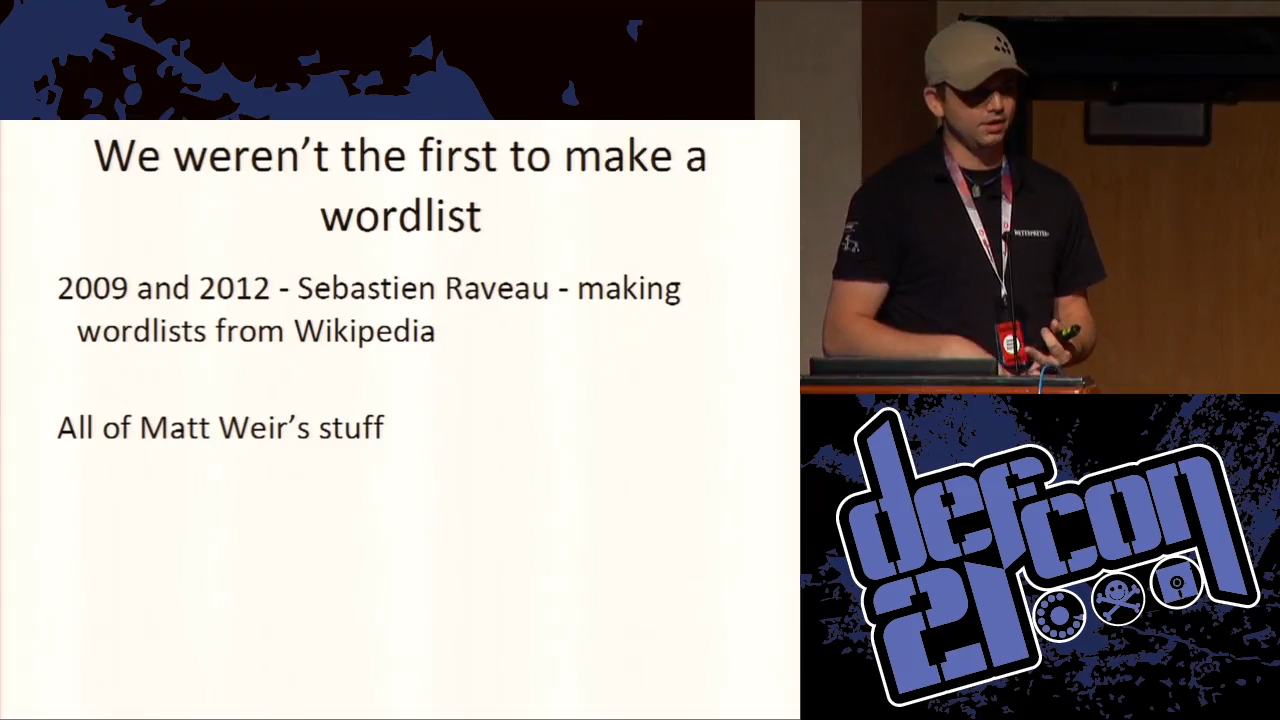 We weren’t the first to make a
wordlist
2009 and 2012 - Sebastien Raveau - making
wordlists from Wikipedia
All of Matt Weir’s stuff
METERPRETER
defcon
21